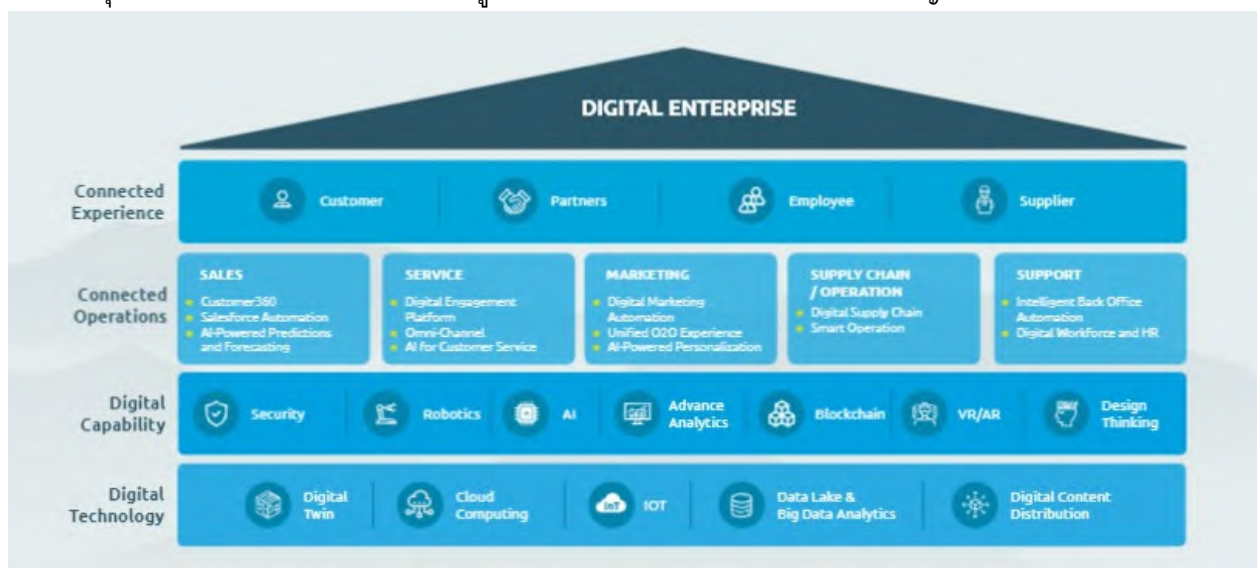 DIGITAL ENTERPRISE
Connected
Experience
Customer
Partners
Employee
Supplier
Connected
Operations
SALES
Customer360
Salesforce Automation
AI-Powered Predictions
and Forecasting
SERVICE
Digital Engagement
Platform
Omni-Channel
AI for Customer Service
MARKETING
Digital Marketing
Automation
Unified O2O Experience
AI-Powered Personalization
SUPPLY CHAIN
/ OPERATION
Digital Supply Chain
Smart Operation
SUPPORT
Intelligent Back Office
Automation
Digital Workforce and HR
Digital
Capability
Security
Robotics
AI
Advance
Analytics
Blockchain
VR/AR
Design
Thinking
Digital
Technology
Digital
Twin
Cloud
Computing
IoT
IOT
Data Lake &
Big Data Analytics
Digital Content
Distribution